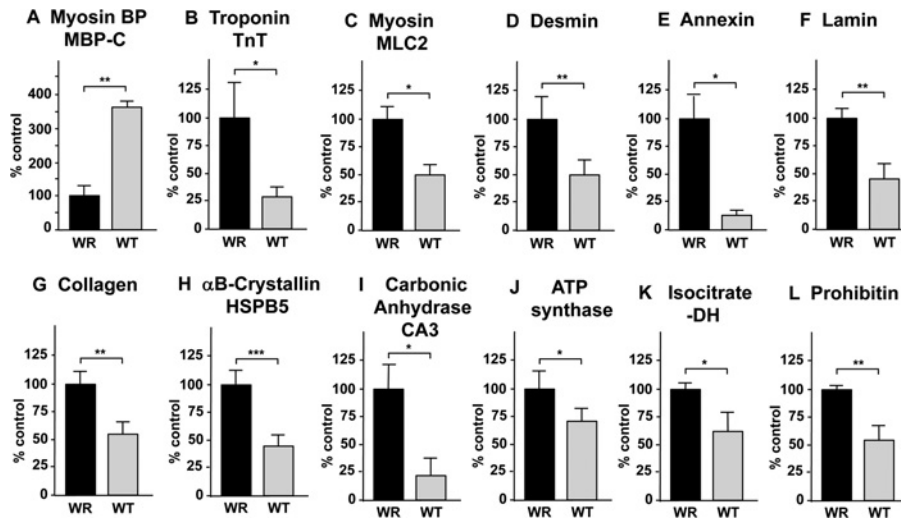 A Myosin BP
MBP-C
% control
400
300
200
100
0
**
WR WT
B Troponin
TnT
% control
125
100
75
50
25
0
*
WR WT
C Myosin
MLC2
% control
125
100
75
50
25
0
*
WR WT
D Desmin
% control
125
100
75
50
25
0
**
WR WT
E Annexin
% control
125
100
75
50
25
0
*
WR WT
F Lamin
% control
125
100
75
50
25
0
**
WR WT
G Collagen
% control
125
100
75
50
25
0
**
WR WT
H αB-Crystallin
HSPB5
% control
125
100
75
50
25
0
***
WR WT
I Carbonic
Anhydrase
CA3
% control
125
100
75
50
25
0
*
WR WT
J ATP
synthase
% control
125
100
75
50
25
0
*
WR WT
K Isocitrate
-DH
% control
125
100
75
50
25
0
*
WR WT
L Prohibitin
% control
125
100
75
50
25
0
**
WR WT